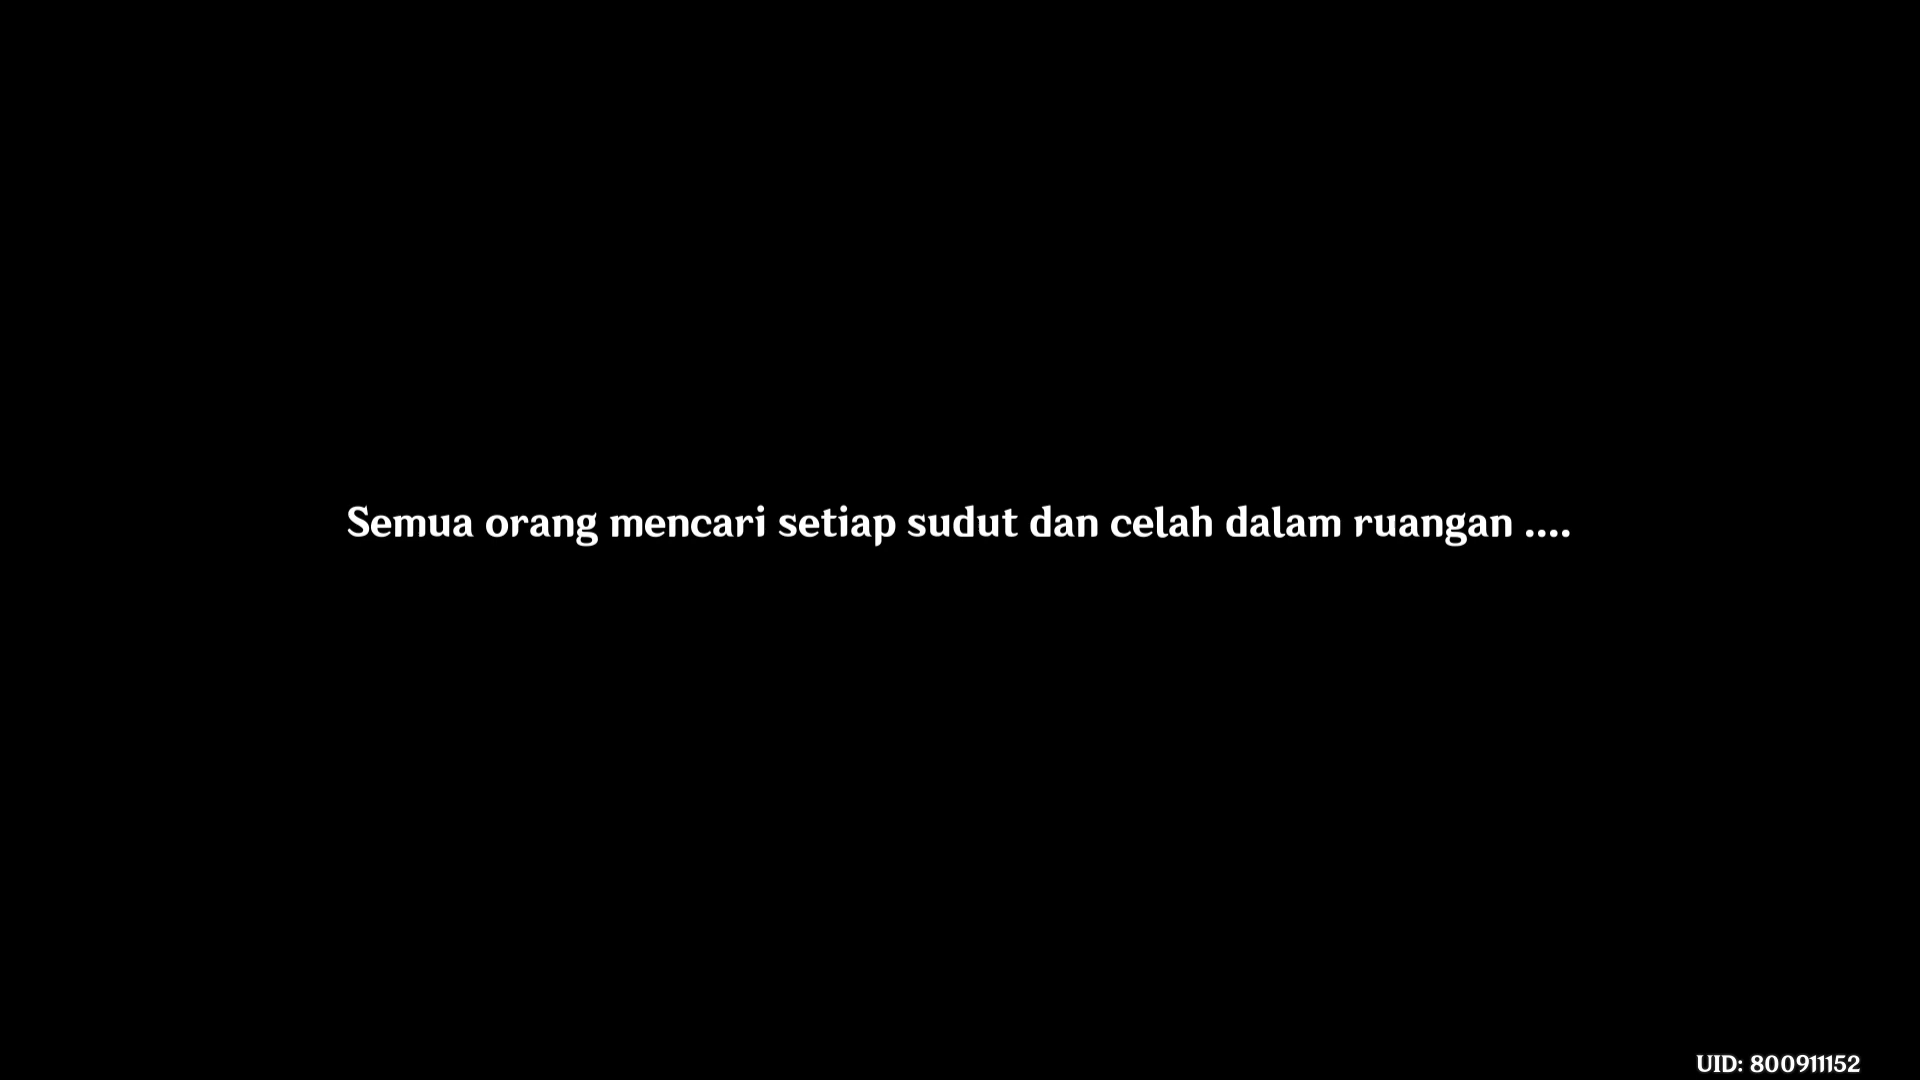 Semua orang mencari setiap sudut dan celah dalam ruangan ....
UID: 800911152